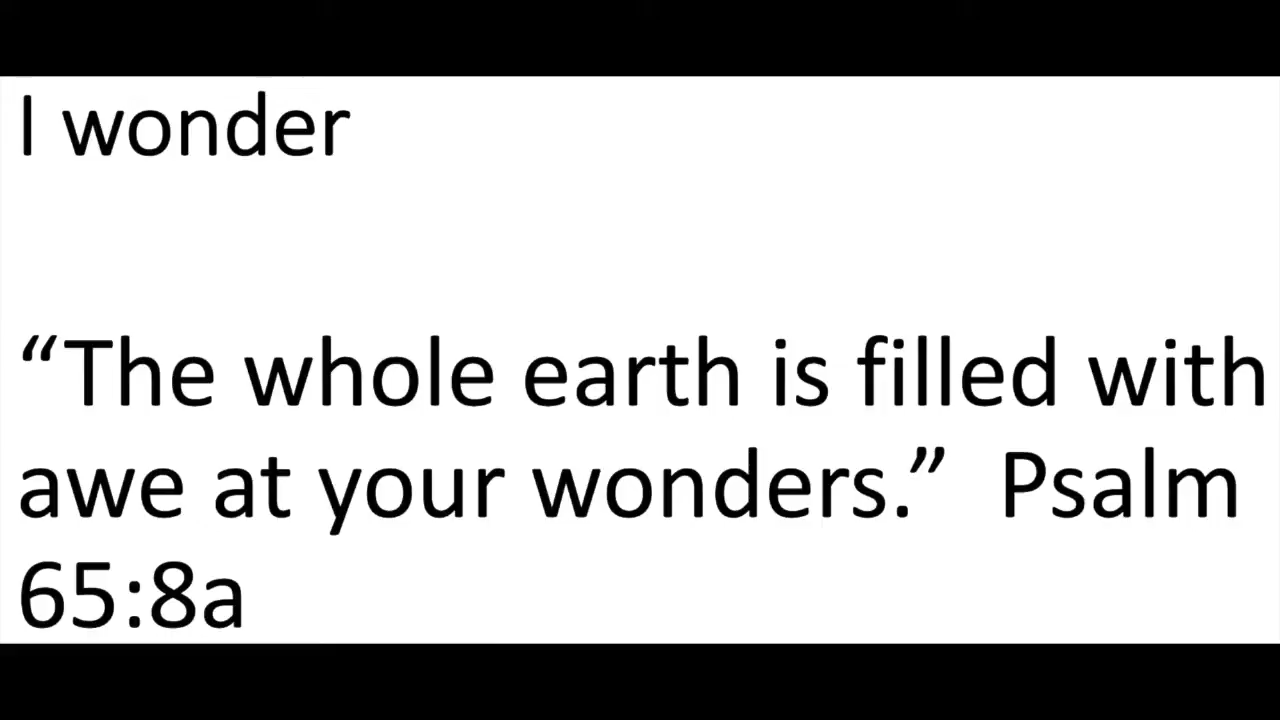 I wonder
“The whole earth is filled with
awe at your wonders.”  Psalm
65:8a